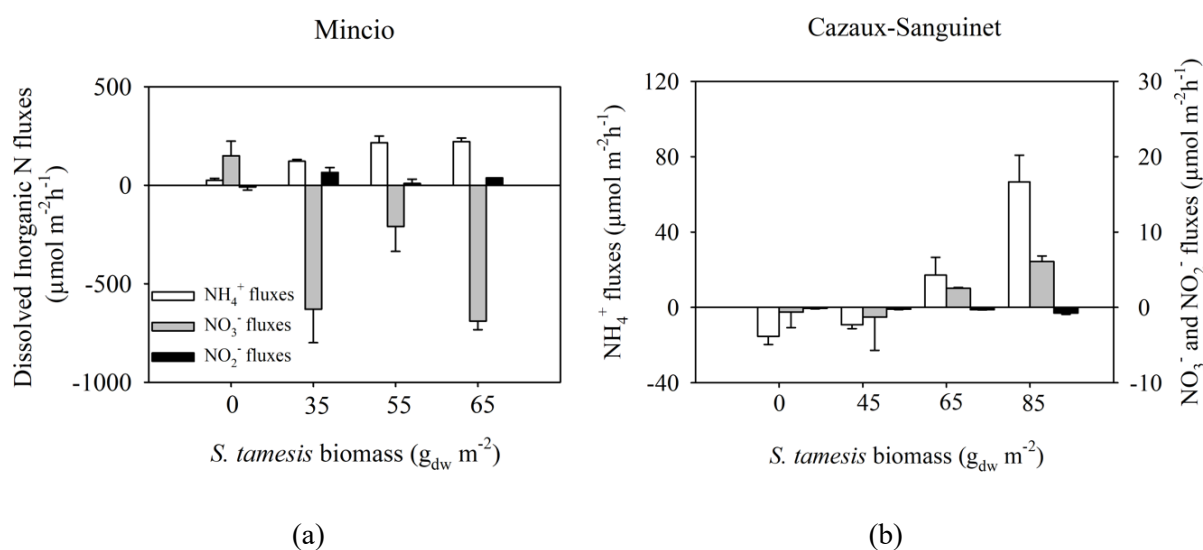 Mincio
Dissolved Inorganic N fluxes
(µmol m⁻²h⁻¹)
500
0
-500
-1000
NH₄⁺ fluxes
NO₃⁻ fluxes
NO₂⁻ fluxes
0 35 55 65
S. tamesis biomass (g_dw m⁻²)
(a)
Cazaux-Sanguinet
NH₄⁺ fluxes (µmol m⁻²h⁻¹)
120
80
40
0
-40
30
20
10
0
-10
NO₃⁻ and NO₂⁻ fluxes (µmol m⁻²h⁻¹)
0 45 65 85
S. tamesis biomass (g_dw m⁻²)
(b)